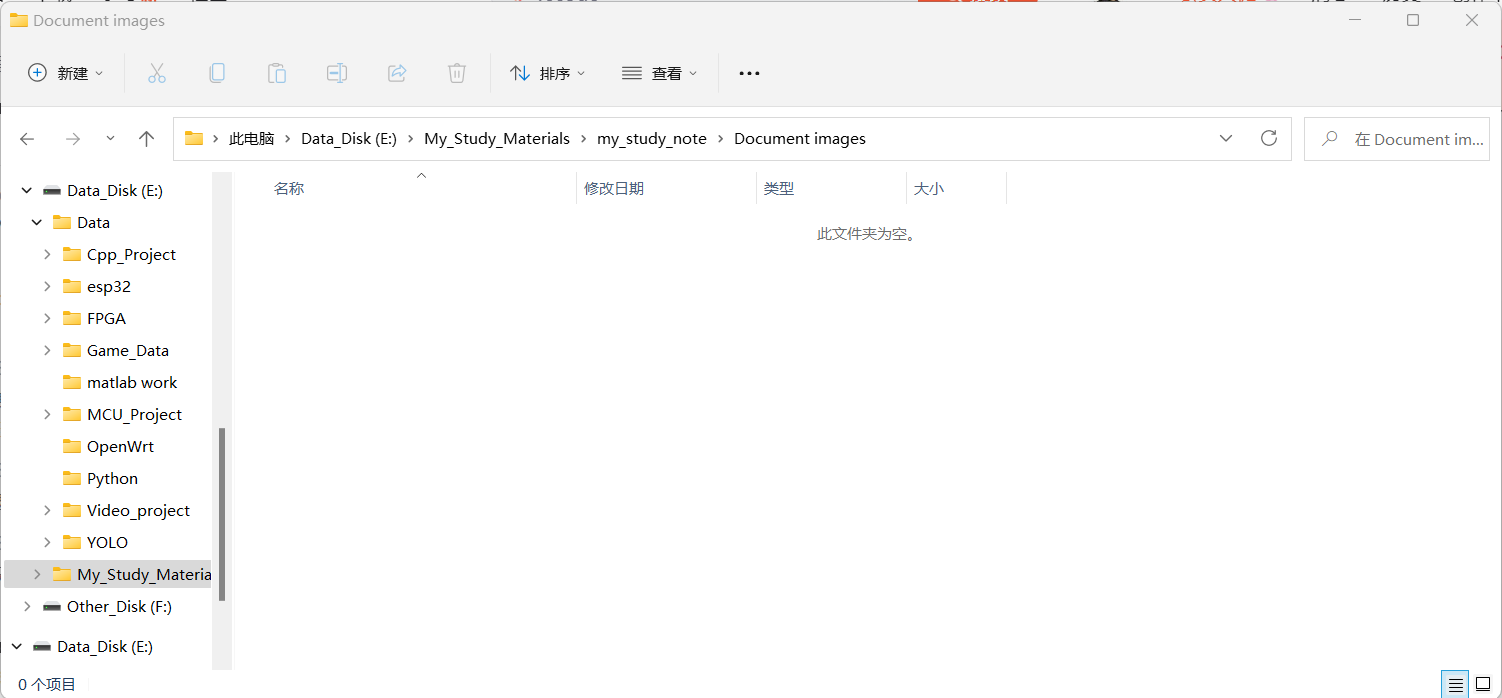 Document images
新建 排序 查看
此电脑 Data_Disk (E:) My_Study_Materials my_study_note Document images 在 Document im...
Data_Disk (E:)
Data
Cpp_Project
esp32
FPGA
Game_Data
matlab work
MCU_Project
OpenWrt
Python
Video_project
YOLO
My_Study_Materia
Other_Disk (F:)
Data_Disk (E:)
名称 修改日期 类型 大小
此文件夹为空。
0 个项目